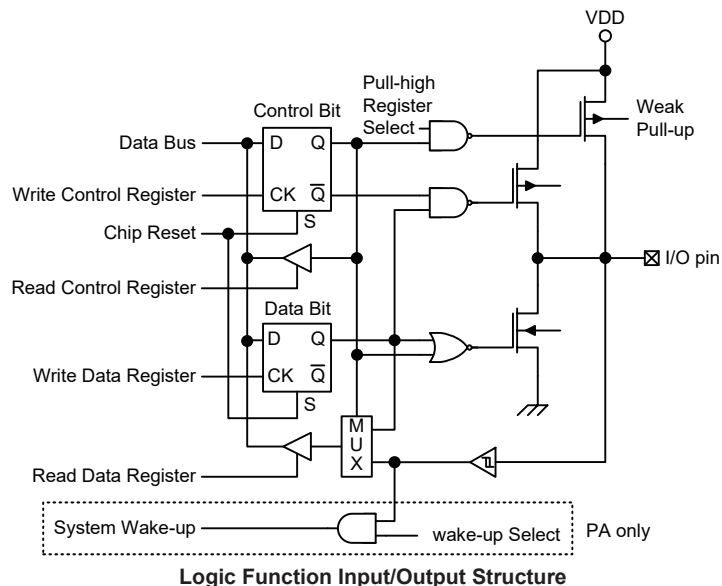 VDD
Pull-high
Register
Select
Weak
Pull-up
Control Bit
Data Bus
D Q
Write Control Register
CK Q
S
Chip Reset
I/O pin
Read Control Register
Data Bit
D Q
Write Data Register
CK Q
S
M
U
X
Read Data Register
System Wake-up
wake-up Select
PA only
Logic Function Input/Output Structure